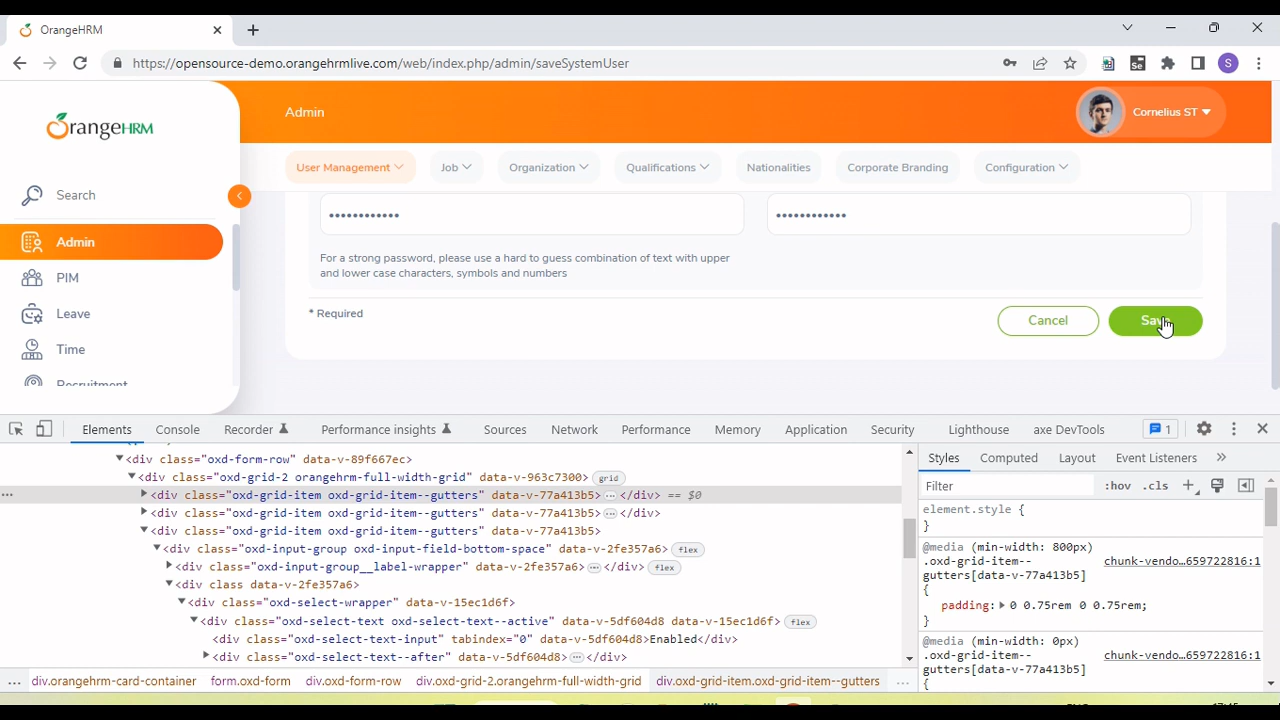 OrangeHRM
https://opensource-demo.orangehrmlive.com/web/index.php/admin/saveSystemUser
Se
S
OrangeHRM
Admin
Cornelius ST
Search
User Management
Job
Organization
Qualifications
Nationalities
Corporate Branding
Configuration
Admin
PIM
Leave
Time
Recruitment
••••••••••••
••••••••••••
For a strong password, please use a hard to guess combination of text with upper
and lower case characters, symbols and numbers
* Required
Cancel
Save
Elements
Console
Recorder
Performance insights
Sources
Network
Performance
Memory
Application
Security
Lighthouse
axe DevTools
1
<div class="oxd-form-row" data-v-89f667ec>
<div class="oxd-grid-2 orangehrm-full-width-grid" data-v-963c7300> grid
<div class="oxd-grid-item oxd-grid-item--gutters" data-v-77a413b5> … </div> == $0
<div class="oxd-grid-item oxd-grid-item--gutters" data-v-77a413b5> … </div>
<div class="oxd-grid-item oxd-grid-item--gutters" data-v-77a413b5>
<div class="oxd-input-group oxd-input-field-bottom-space" data-v-2fe357a6> flex
<div class="oxd-input-group__label-wrapper" data-v-2fe357a6> … </div> flex
<div class data-v-2fe357a6>
<div class="oxd-select-wrapper" data-v-15ec1d6f>
<div class="oxd-select-text oxd-select-text--active" data-v-5df604d8 data-v-15ec1d6f> flex
<div class="oxd-select-text-input" tabindex="0" data-v-5df604d8>Enabled</div>
<div class="oxd-select-text--after" data-v-5df604d8> … </div>
... div.orangehrm-card-container form.oxd-form div.oxd-form-row div.oxd-grid-2.orangehrm-full-width-grid div.oxd-grid-item.oxd-grid-item--gutters ...
Styles
Computed
Layout
Event Listeners
»
Filter
:hov
.cls
element.style {
}
@media (min-width: 800px)
.oxd-grid-item-- chunk-vendo…659722816:1
gutters[data-v-77a413b5]
{
padding: 0 0.75rem 0 0.75rem;
}
@media (min-width: 0px)
.oxd-grid-item-- chunk-vendo…659722816:1
gutters[data-v-77a413b5]
{